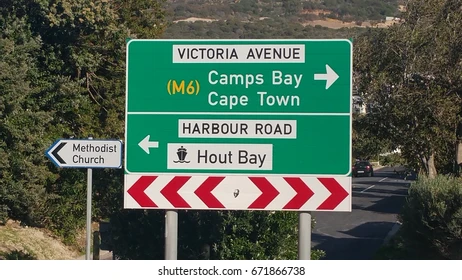 VICTORIA AVENUE
(M6)
Camps Bay
Cape Town
HARBOUR ROAD
Hout Bay
Methodist
Church
shutterstock.com • 671866738